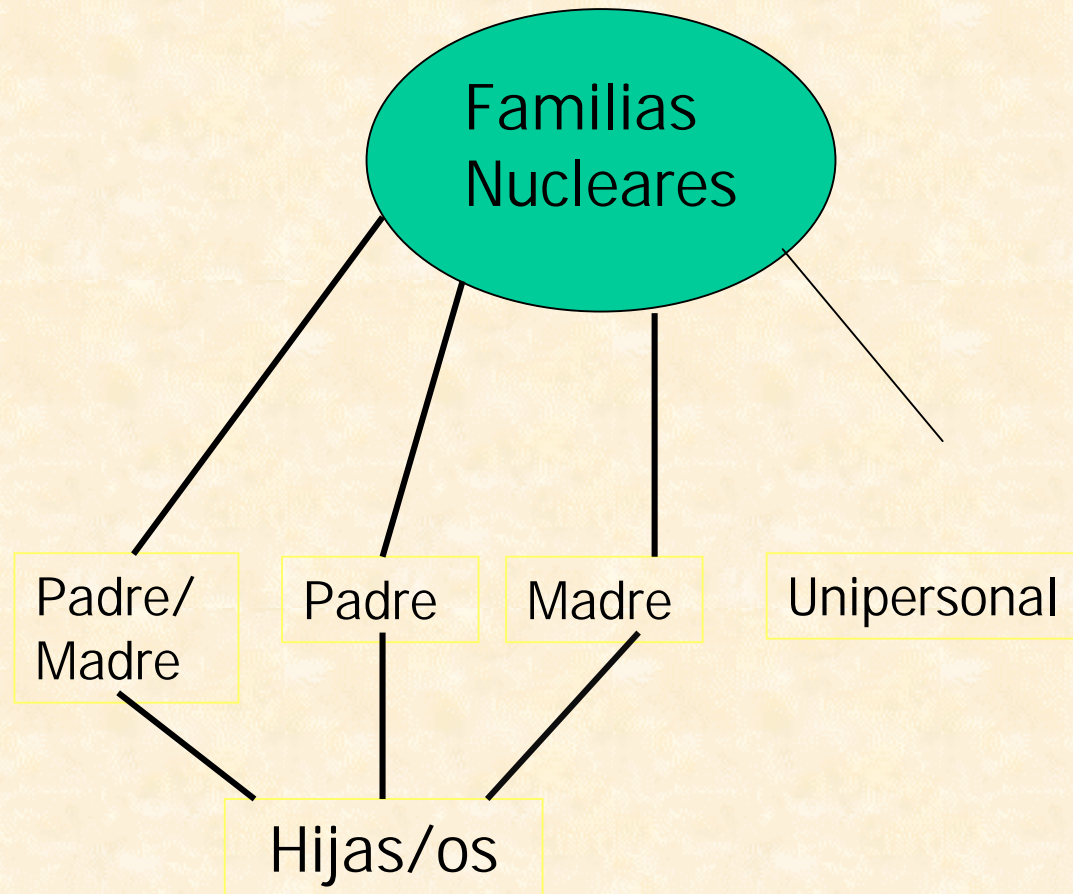 Familias
Nucleares
Padre/
Madre
Padre
Madre
Unipersonal
Hijas/os